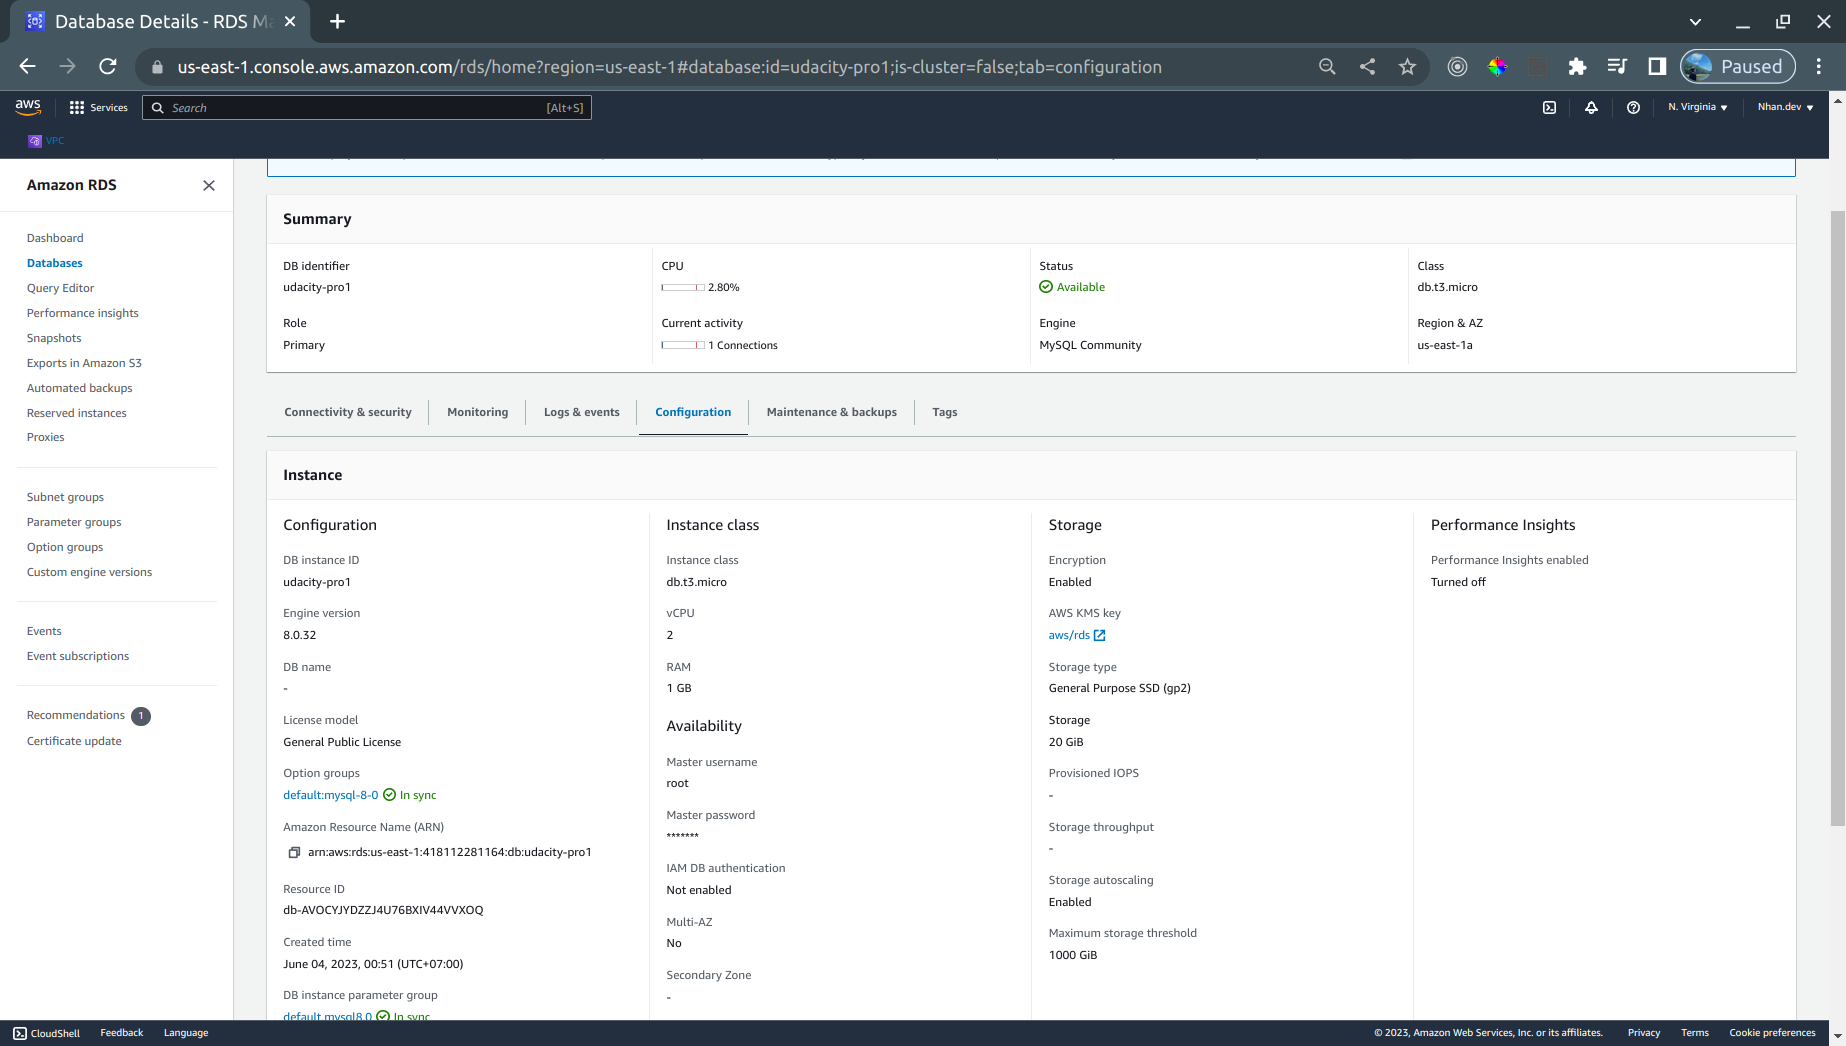 Database Details - RDS Ma
us-east-1.console.aws.amazon.com/rds/home?region=us-east-1#database:id=udacity-pro1;is-cluster=false;tab=configuration
Paused
aws
Services
Search
[Alt+S]
N. Virginia
Nhan.dev
VPC
Amazon RDS
Dashboard
Databases
Query Editor
Performance insights
Snapshots
Exports in Amazon S3
Automated backups
Reserved instances
Proxies
Subnet groups
Parameter groups
Option groups
Custom engine versions
Events
Event subscriptions
Recommendations 1
Certificate update
Summary
DB identifier
udacity-pro1
Role
Primary
CPU
2.80%
Current activity
1 Connections
Status
Available
Engine
MySQL Community
Class
db.t3.micro
Region & AZ
us-east-1a
Connectivity & security
Monitoring
Logs & events
Configuration
Maintenance & backups
Tags
Instance
Configuration
DB instance ID
udacity-pro1
Engine version
8.0.32
DB name
-
License model
General Public License
Option groups
default:mysql-8-0 In sync
Amazon Resource Name (ARN)
arn:aws:rds:us-east-1:418112281164:db:udacity-pro1
Resource ID
db-AVOCYJYDZZJ4U76BXIV44VVXOQ
Created time
June 04, 2023, 00:51 (UTC+07:00)
DB instance parameter group
default.mysql8.0 In sync
Instance class
Instance class
db.t3.micro
vCPU
2
RAM
1 GB
Availability
Master username
root
Master password
*******
IAM DB authentication
Not enabled
Multi-AZ
No
Secondary Zone
-
Storage
Encryption
Enabled
AWS KMS key
aws/rds
Storage type
General Purpose SSD (gp2)
Storage
20 GiB
Provisioned IOPS
-
Storage throughput
-
Storage autoscaling
Enabled
Maximum storage threshold
1000 GiB
Performance Insights
Performance Insights enabled
Turned off
CloudShell
Feedback
Language
© 2023, Amazon Web Services, Inc. or its affiliates.
Privacy
Terms
Cookie preferences